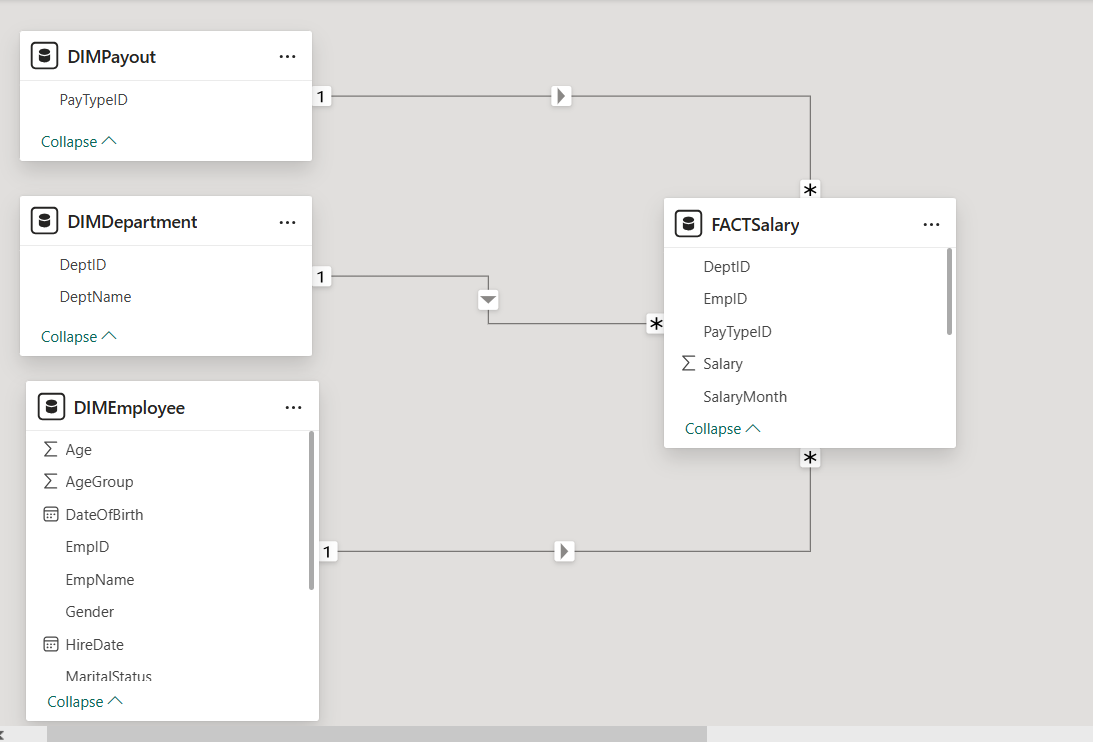 DIMPayout
PayTypeID
Collapse
1
DIMDepartment
DeptID
DeptName
Collapse
1
DIMEmployee
Age
AgeGroup
DateOfBirth
EmpID
EmpName
Gender
HireDate
MaritalStatus
Collapse
1
*
*
FACTSalary
DeptID
EmpID
PayTypeID
Σ Salary
SalaryMonth
Collapse
*